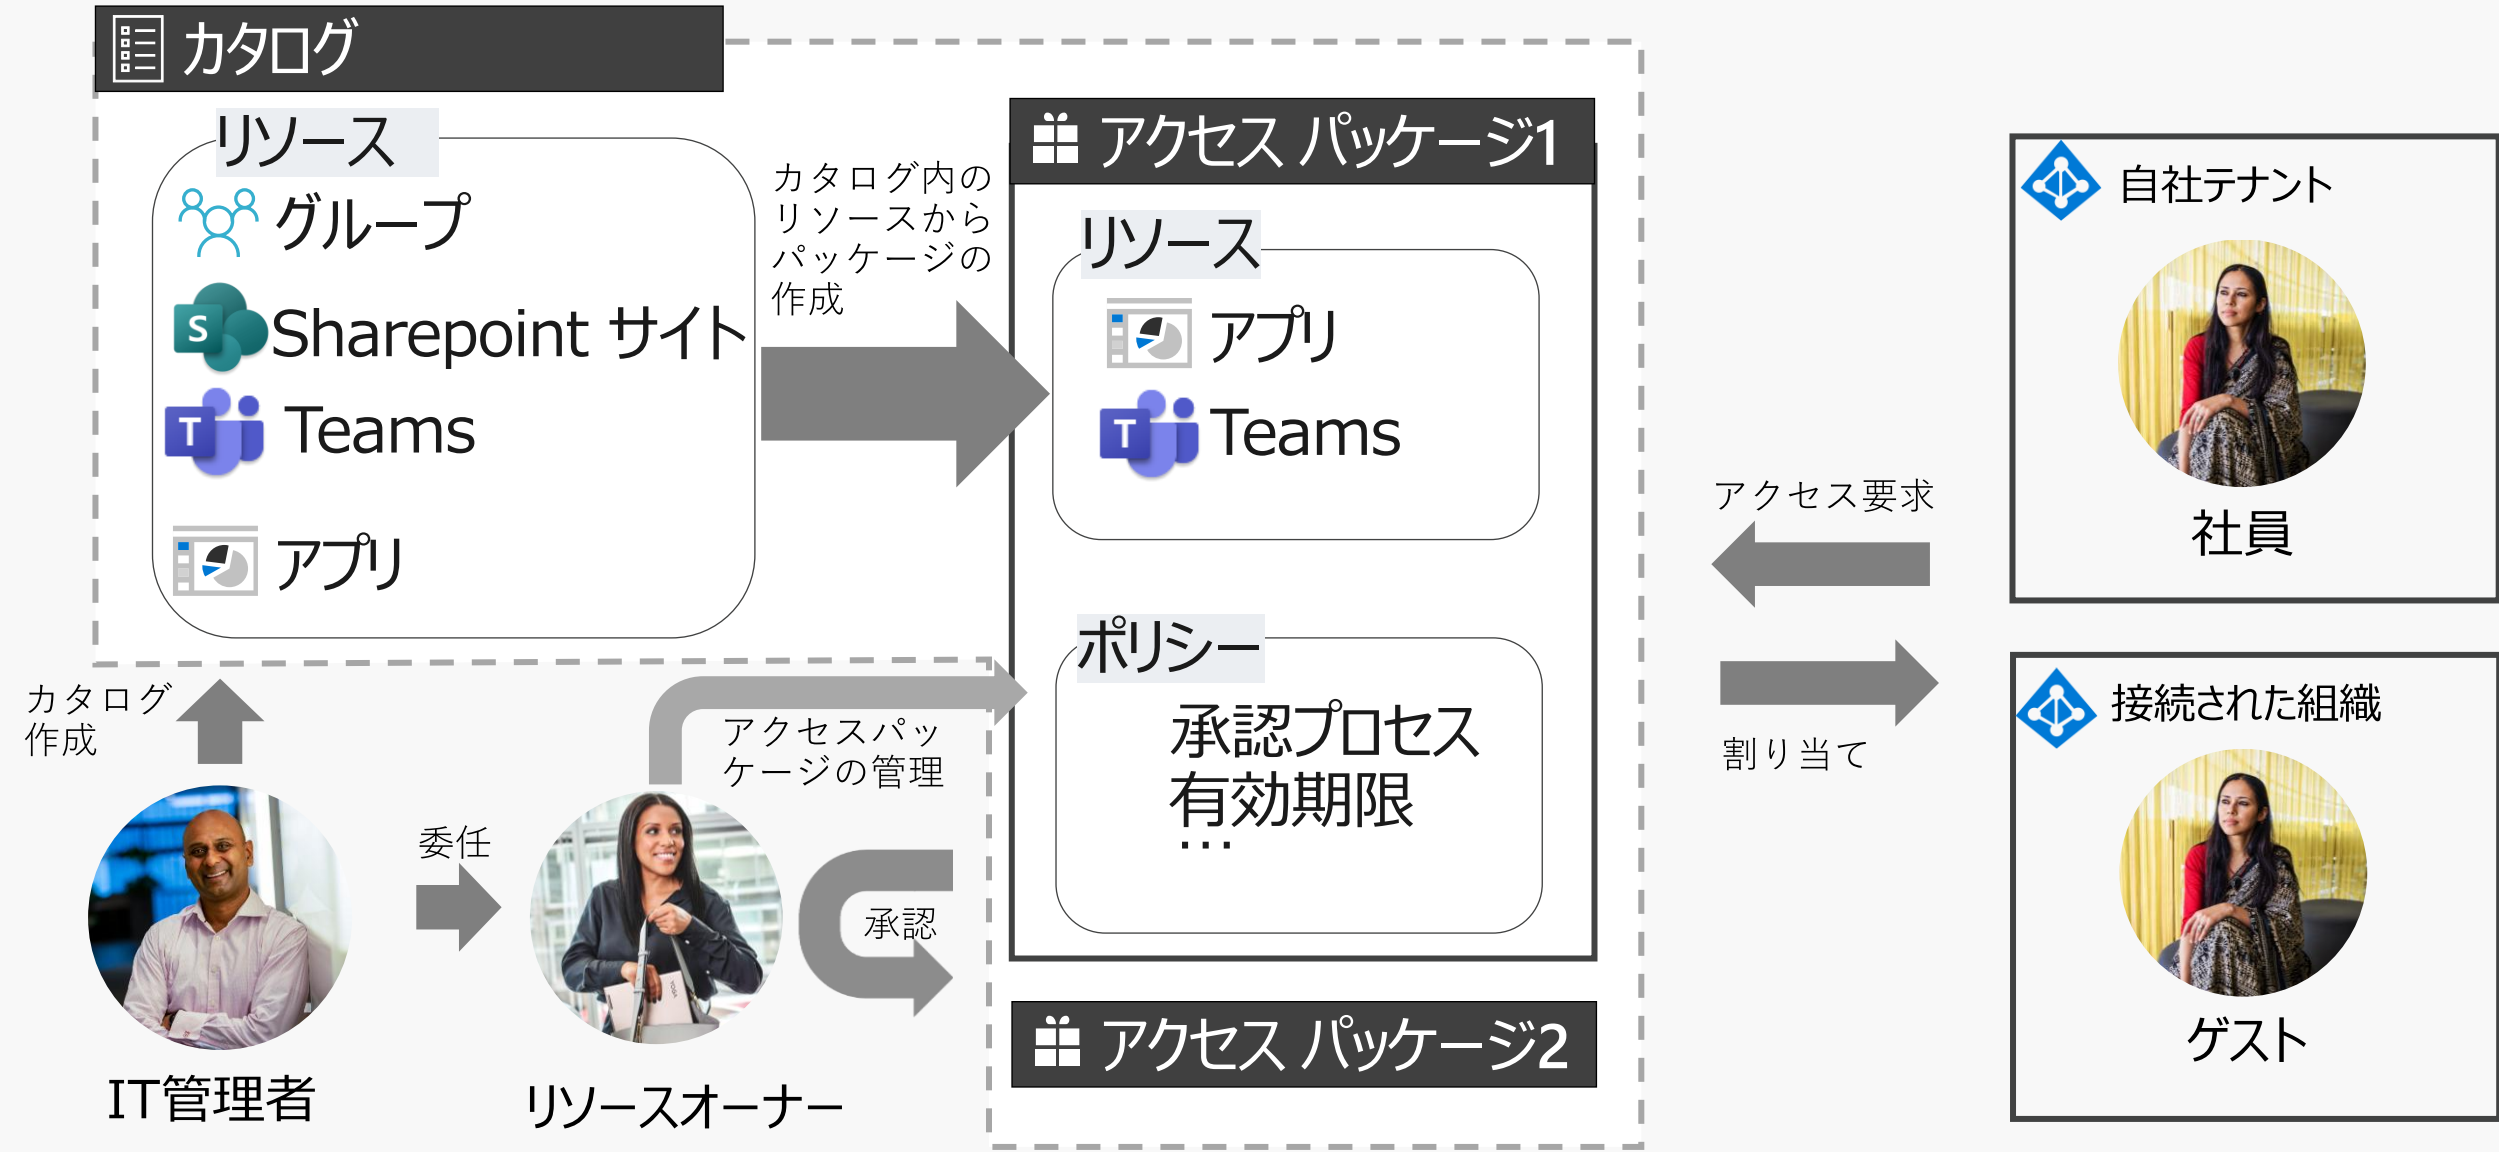 カタログ
リソース
グループ
S
Sharepoint サイト
T
Teams
アプリ
カタログ内の
リソースから
パッケージの
作成
アクセス パッケージ1
リソース
アプリ
T
Teams
ポリシー
承認プロセス
有効期限
…
アクセス パッケージ2
カタログ
作成
IT管理者
委任
リソースオーナー
アクセスパッ
ケージの管理
承認
アクセス要求
割り当て
自社テナント
社員
接続された組織
ゲスト